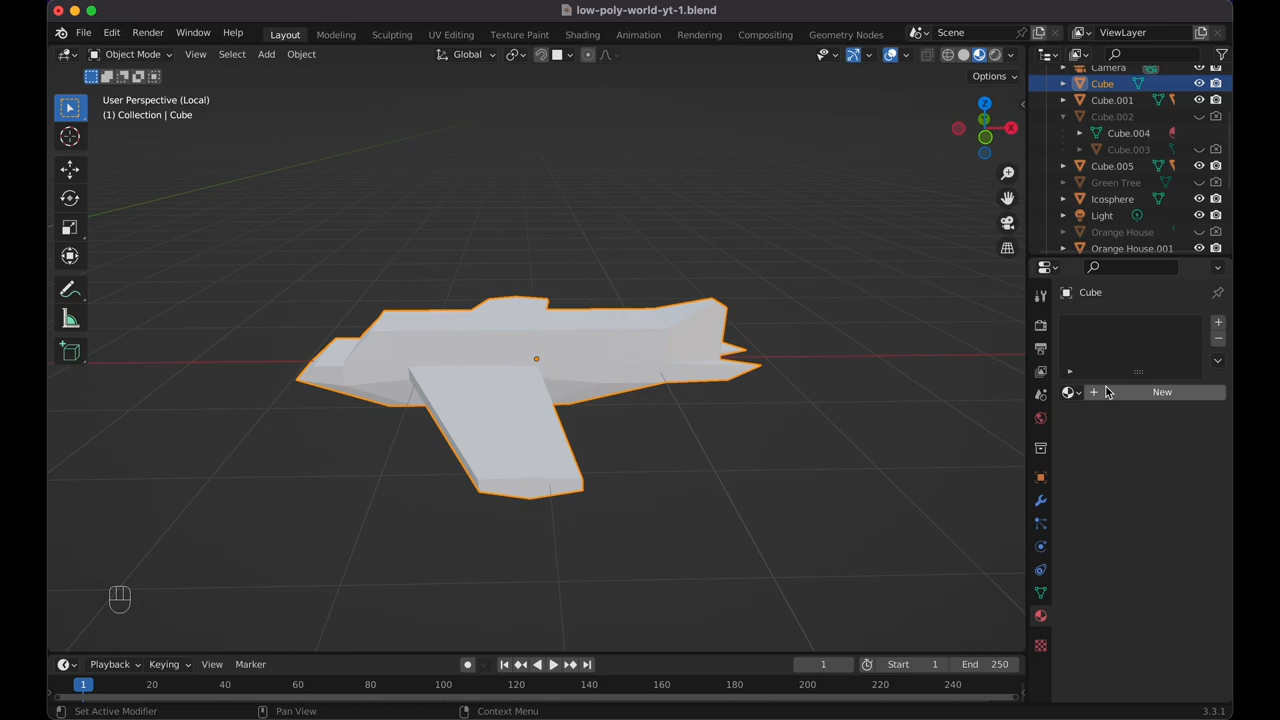 low-poly-world-yt-1.blend
File Edit Render Window Help Layout Modeling Sculpting UV Editing Texture Paint Shading Animation Rendering Compositing Geometry Nodes Scene ViewLayer
Object Mode View Select Add Object Global
Options
User Perspective (Local)
(1) Collection | Cube
Z
X
Camera
Cube
Cube.001
Cube.002
Cube.004
Cube.003
Cube.005
Green Tree
Icosphere
Light
Orange House
Orange House.001
Cube
New
Playback Keying View Marker 1 Start 1 End 250
1 20 40 60 80 100 120 140 160 180 200 220 240
Set Active Modifier Pan View Context Menu 3.3.1